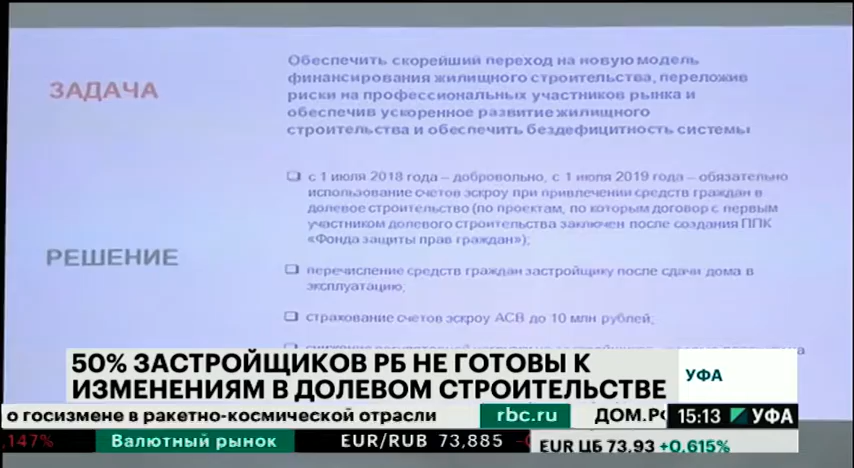 ЗАДАЧА
Обеспечить скорейший переход на новую модель
финансирования жилищного строительства, переложив
риски на профессиональных участников рынка и
обеспечив ускоренное развитие жилищного
строительства и обеспечить бездефицитность системы
РЕШЕНИЕ
❑ с 1 июля 2018 года – добровольно, с 1 июля 2019 года – обязательно
использование счетов эскроу при привлечении средств граждан в
долевое строительство (по проектам, по которым договор с первым
участником долевого строительства заключен после создания ППК
«Фонда защиты прав граждан»);
❑ перечисление средств граждан застройщику после сдачи дома в
эксплуатацию;
❑ страхование счетов эскроу АСВ до 10 млн рублей;
50% ЗАСТРОЙЩИКОВ РБ НЕ ГОТОВЫ К
ИЗМЕНЕНИЯМ В ДОЛЕВОМ СТРОИТЕЛЬСТВЕ
УФА
о госизмене в ракетно-космической отрасли
rbc.ru
ДОМ.РФ
15:13 УФА
,147%
Валютный рынок
EUR/RUB 73,885
EUR ЦБ 73,93 +0,615%